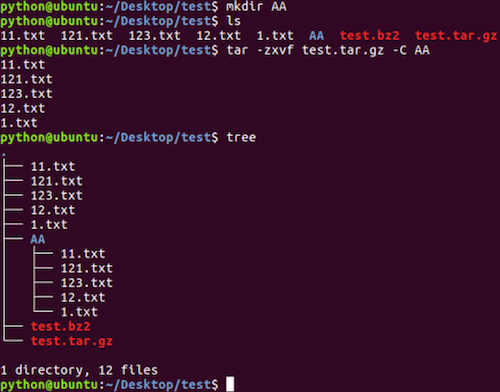 python@ubuntu:~/Desktop/test$ mkdir AA
python@ubuntu:~/Desktop/test$ ls
11.txt  121.txt  123.txt  12.txt  1.txt  AA  test.bz2  test.tar.gz
python@ubuntu:~/Desktop/test$ tar -zxvf test.tar.gz -C AA
11.txt
121.txt
123.txt
12.txt
1.txt
python@ubuntu:~/Desktop/test$ tree
.
├── 11.txt
├── 121.txt
├── 123.txt
├── 12.txt
├── 1.txt
├── AA
│   ├── 11.txt
│   ├── 121.txt
│   ├── 123.txt
│   ├── 12.txt
│   └── 1.txt
├── test.bz2
└── test.tar.gz
1 directory, 12 files
python@ubuntu:~/Desktop/test$